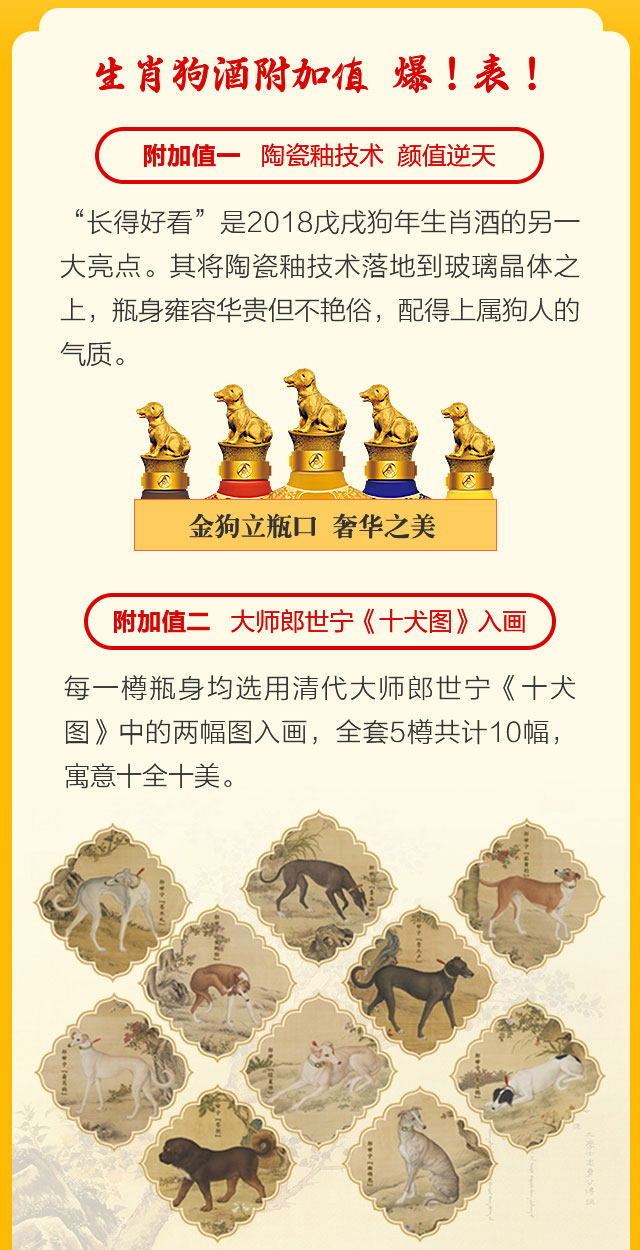 生肖狗酒附加值 爆！表！
附加值一 陶瓷釉技术 颜值逆天
“长得好看”是2018戊戌狗年生肖酒的另一
大亮点。其将陶瓷釉技术落地到玻璃晶体之
上，瓶身雍容华贵但不艳俗，配得上属狗人的
气质。
金狗立瓶口 奢华之美
附加值二 大师郎世宁《十犬图》入画
每一樽瓶身均选用清代大师郎世宁《十犬
图》中的两幅图入画，全套5樽共计10幅，
寓意十全十美。